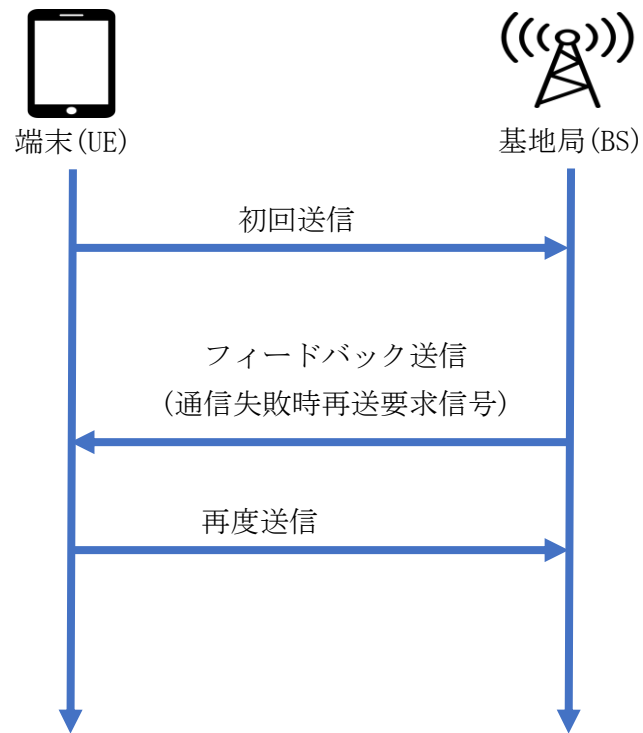 端末(UE)
基地局(BS)
初回送信
フィードバック送信
(通信失敗時再送要求信号)
再度送信